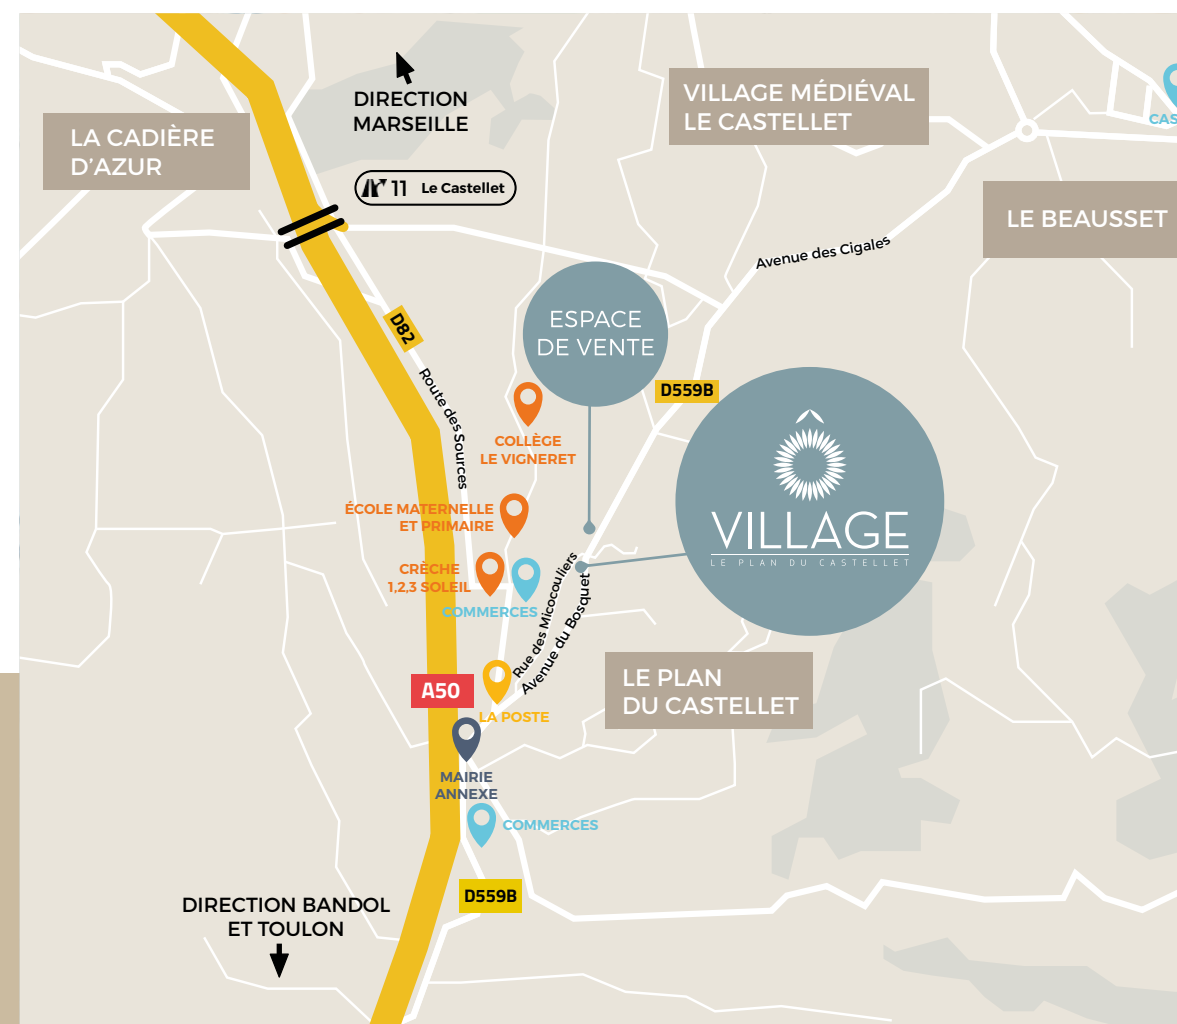 DIRECTION
MARSEILLE
VILLAGE MÉDIÉVAL
LE CASTELLET
LA CADIÈRE
D'AZUR
11 Le Castellet
LE BEAUSSET
Avenue des Cigales
ESPACE
DE VENTE
D82
Route des Sources
D559B
COLLÈGE
LE VIGNERET
ÉCOLE MATERNELLE
ET PRIMAIRE
VILLAGE
LE PLAN DU CASTELLET
CRÈCHE
1,2,3 SOLEIL
COMMERCES
Rue des Micocouliers
Avenue du Bosquet
LE PLAN
DU CASTELLET
A50
LA POSTE
MAIRIE
ANNEXE
COMMERCES
D559B
DIRECTION BANDOL
ET TOULON